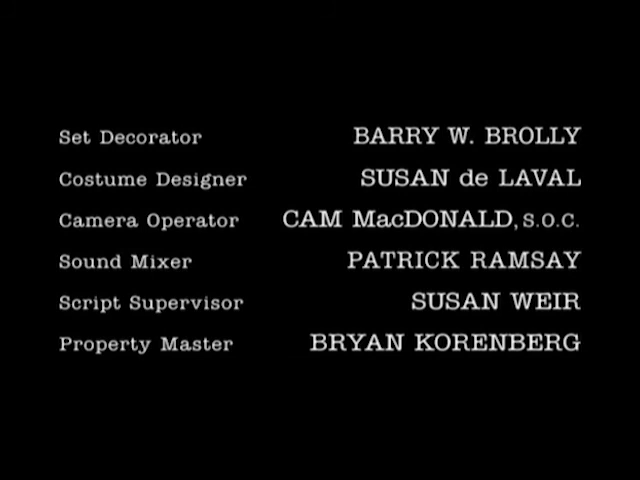 Set Decorator BARRY W. BROLLY
Costume Designer SUSAN de LAVAL
Camera Operator CAM MacDONALD, S.O.C.
Sound Mixer PATRICK RAMSAY
Script Supervisor SUSAN WEIR
Property Master BRYAN KORENBERG